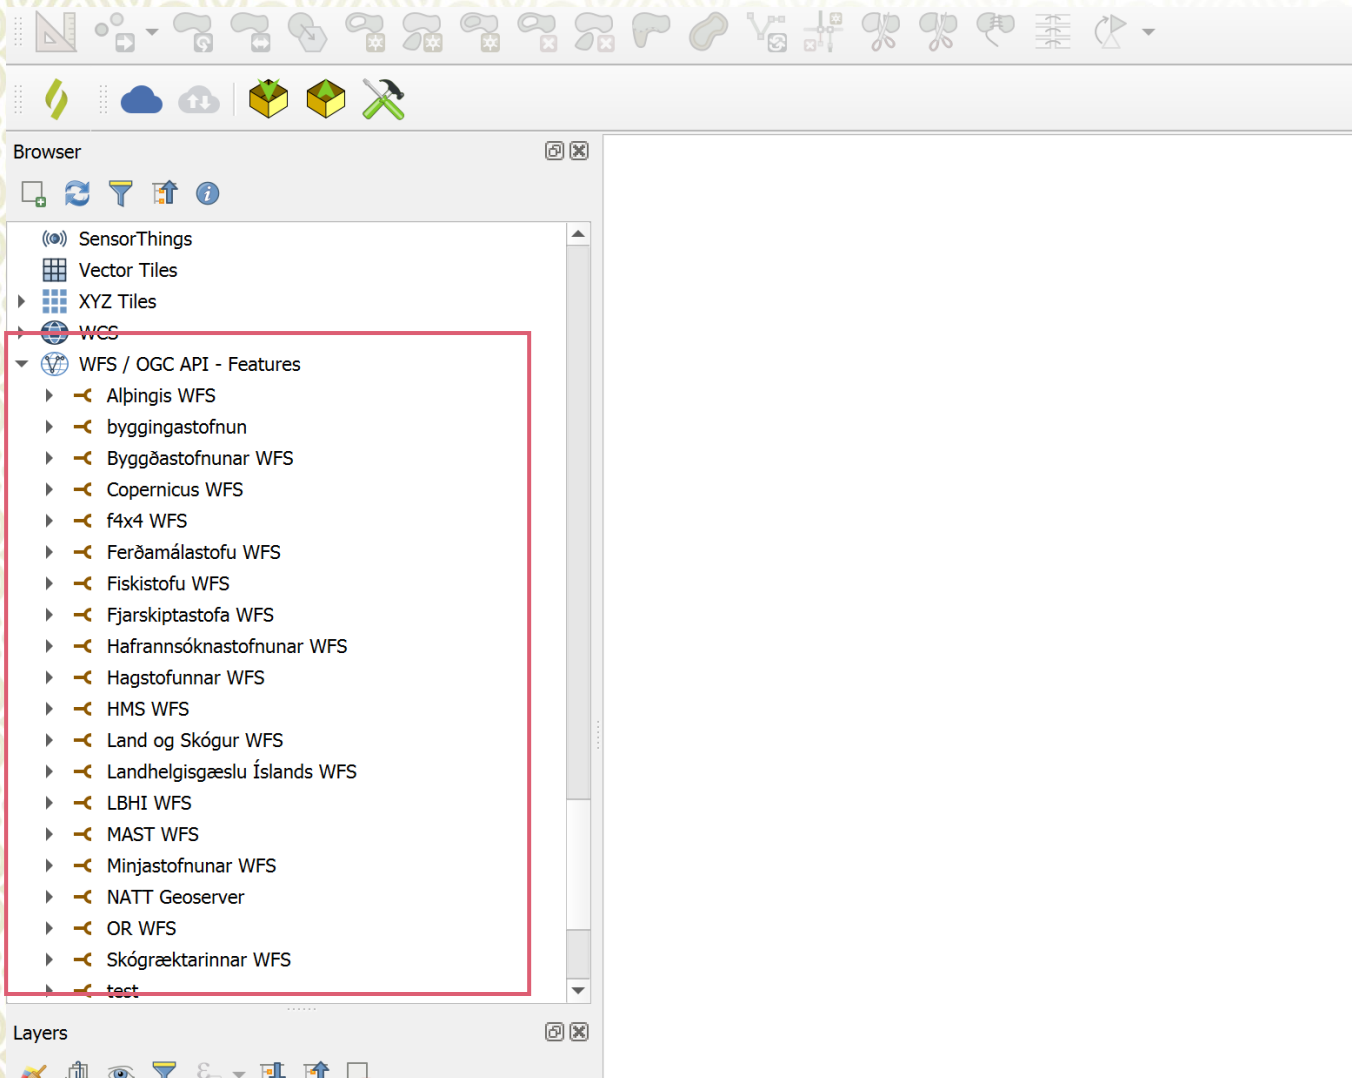 Browser
SensorThings
Vector Tiles
XYZ Tiles
WCS
WFS / OGC API - Features
Alþingis WFS
byggingastofnun
Byggðastofnunar WFS
Copernicus WFS
f4x4 WFS
Ferðamálastofu WFS
Fiskistofu WFS
Fjarskiptastofa WFS
Hafrannsóknastofnunar WFS
Hagstofunnar WFS
HMS WFS
Land og Skógur WFS
Landhelgisgæslu Íslands WFS
LBHI WFS
MAST WFS
Minjastofnunar WFS
NATT Geoserver
OR WFS
Skógræktarinnar WFS
test
Layers